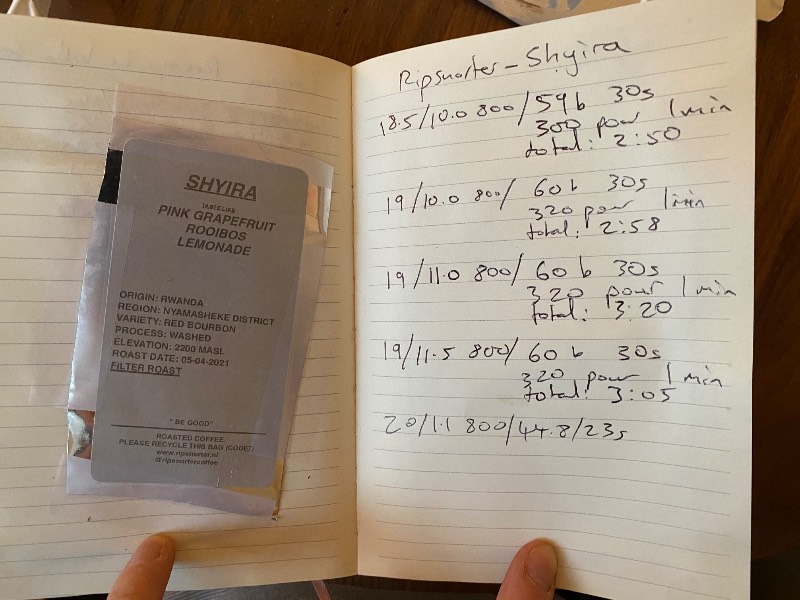 SHYIRA
TASTE LIKE
PINK GRAPEFRUIT
ROOIBOS
LEMONADE
ORIGIN: RWANDA
REGION: NYAMASHEKE DISTRICT
VARIETY: RED BOURBON
PROCESS: WASHED
ELEVATION: 2200 MASL
ROAST DATE: 05-04-2021
FILTER ROAST
"BE GOOD"
ROASTED COFFEE
PLEASE RECYCLE THIS BAG (CODE7)
www.ripsnorter.nl
@ripsnortercoffee
Ripsnorter - Shyira
18.5/10.0 800/59 b 30s
300 pour 1 min
total: 2:50
19/10.0 800/ 60 b 30s
320 pour 1 min
total: 2:58
19/11.0 800/ 60 b 30s
320 pour 1 min
total: 3:20
19/11.5 800/ 60 b 30s
320 pour 1 min
total: 3:05
20/1.1 800/44.8/23s